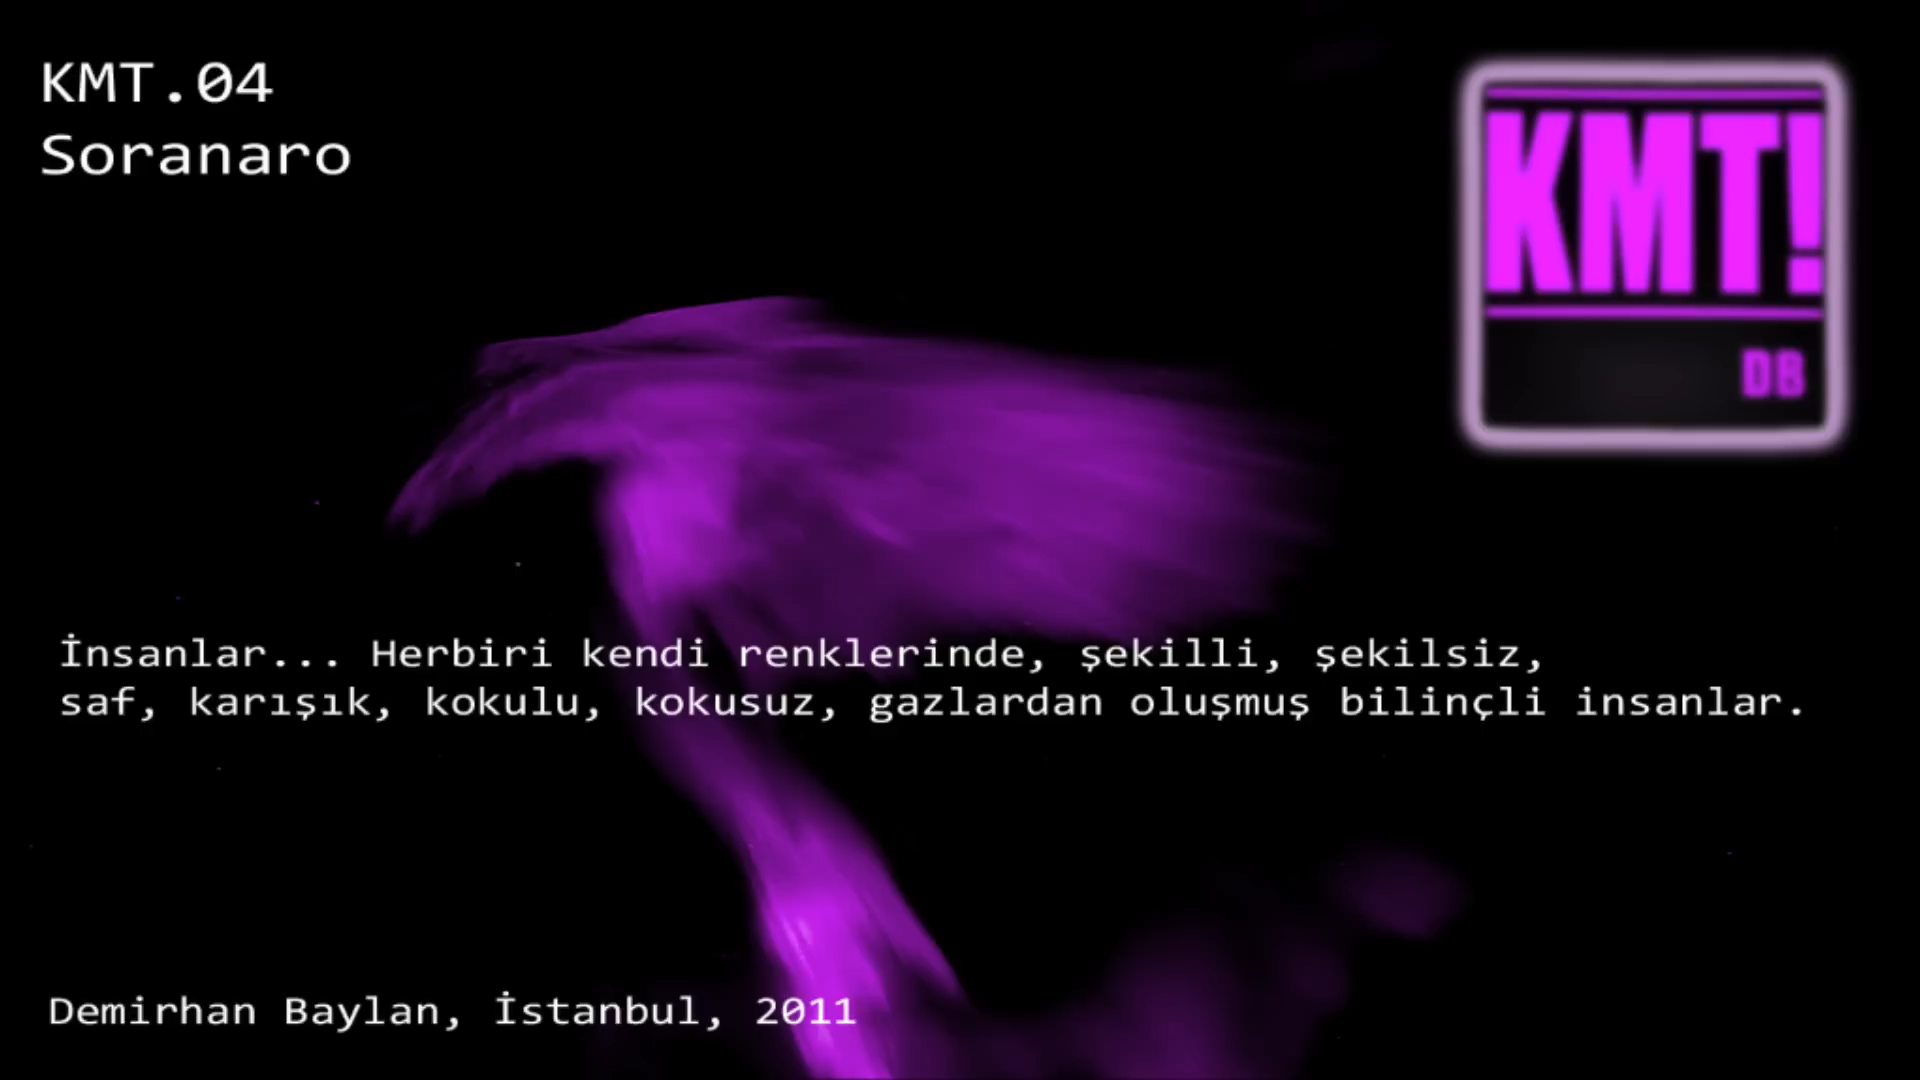 KMT.04
Soranaro
KMT!
DB
İnsanlar... Herbiri kendi renklerinde, şekilli, şekilsiz,
saf, karışık, kokulu, kokusuz, gazlardan oluşmuş bilinçli insanlar.
Demirhan Baylan, İstanbul, 2011